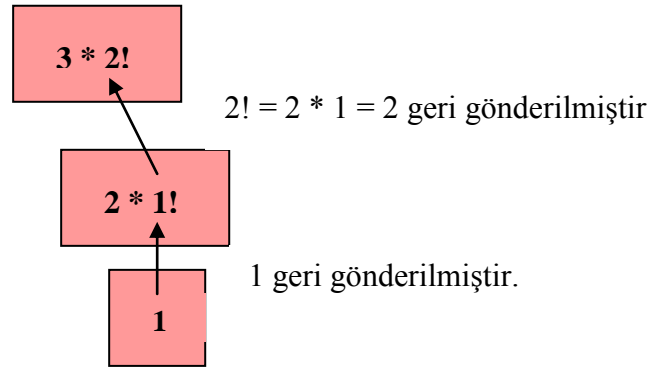 3 * 2!
2! = 2 * 1 = 2 geri gönderilmiştir
2 * 1!
1 geri gönderilmiştir.
1